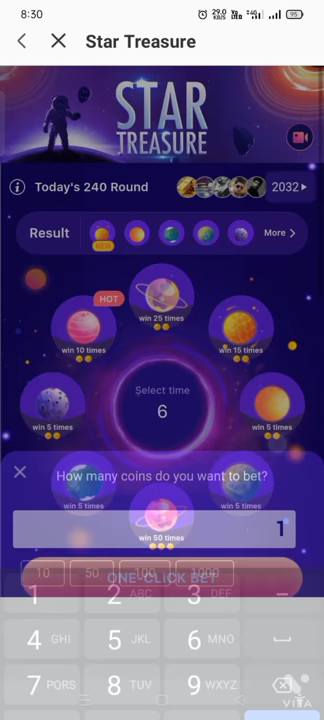 8:30
29.0 KB/s
4G
95
Star Treasure
STAR
TREASURE
Today's 240 Round
2032
Result
More
NEW
HOT
win 25 times
win 10 times
win 15 times
Select time
6
win 5 times
win 5 times
How many coins do you want to bet?
win 5 times
win 5 times
win 50 times
1
10 50 100 1000
ONE-CLICK BET
1 2 ABC 3 DEF
4 GHI 5 JKL 6 MNO
7 PQRS 8 TUV 9 WXYZ
VITA